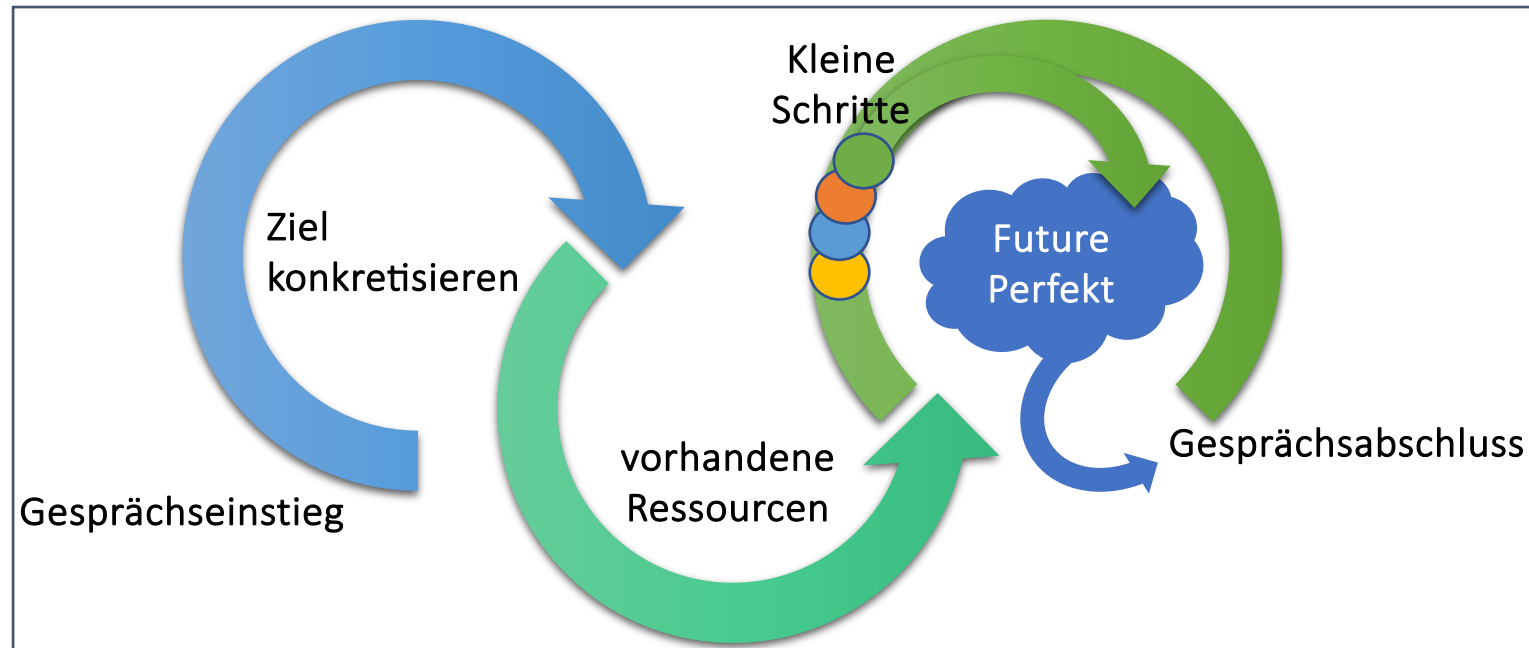 Gesprächseinstieg
Ziel
konkretisieren
vorhandene
Ressourcen
Kleine
Schritte
Future
Perfekt
Gesprächsabschluss